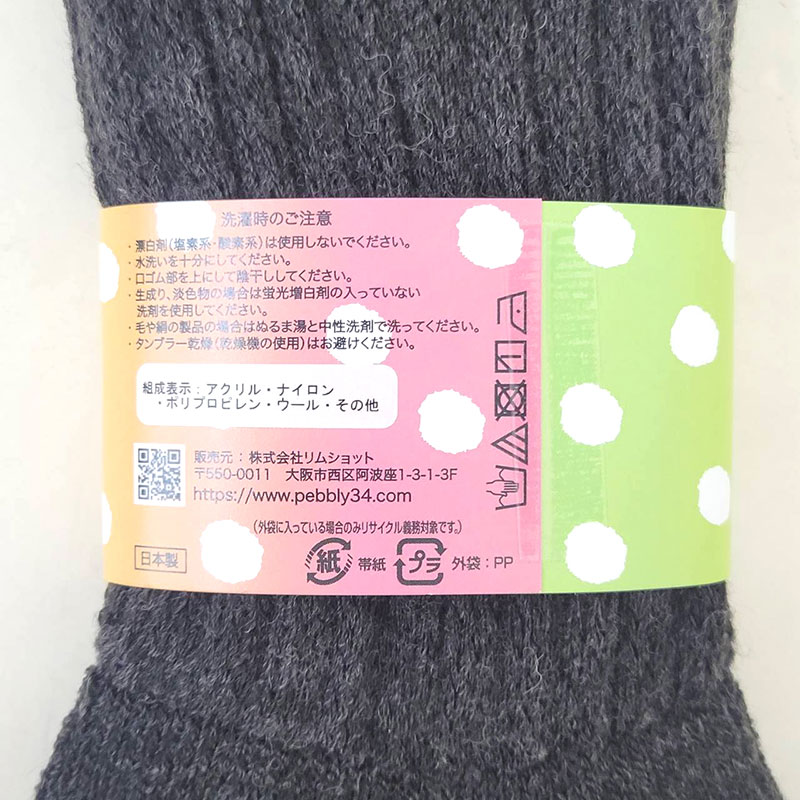 洗濯時のご注意
・漂白剤(塩素系・酸素系)は使用しないでください。
・水洗いを十分にしてください。
・口ゴム部を上にして陰干ししてください。
・生成り、淡色物の場合は蛍光増白剤の入っていない
洗剤を使用してください。
・毛や絹の製品の場合はぬるま湯と中性洗剤で洗ってください。
・タンブラー乾燥(乾燥機の使用)はお避けください。
組成表示:アクリル・ナイロン
・ポリプロピレン・ウール・その他
販売元:株式会社リムショット
〒550-0011 大阪市西区阿波座1-3-1-3F
https://www.pebbly34.com
(外袋に入っている場合のみリサイクル義務対象です。)
日本製 紙 帯紙 プラ 外袋:PP